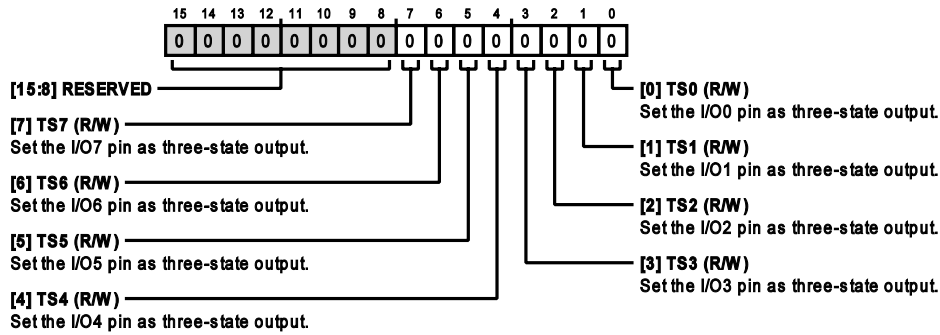 15 14 13 12 11 10 9 8 7 6 5 4 3 2 1 0
0 0 0 0 0 0 0 0 0 0 0 0 0 0 0 0
[15:8] RESERVED
[7] TS7 (R/W)
Set the I/O7 pin as three-state output.
[6] TS6 (R/W)
Set the I/O6 pin as three-state output.
[5] TS5 (R/W)
Set the I/O5 pin as three-state output.
[4] TS4 (R/W)
Set the I/O4 pin as three-state output.
[0] TS0 (R/W)
Set the I/O0 pin as three-state output.
[1] TS1 (R/W)
Set the I/O1 pin as three-state output.
[2] TS2 (R/W)
Set the I/O2 pin as three-state output.
[3] TS3 (R/W)
Set the I/O3 pin as three-state output.